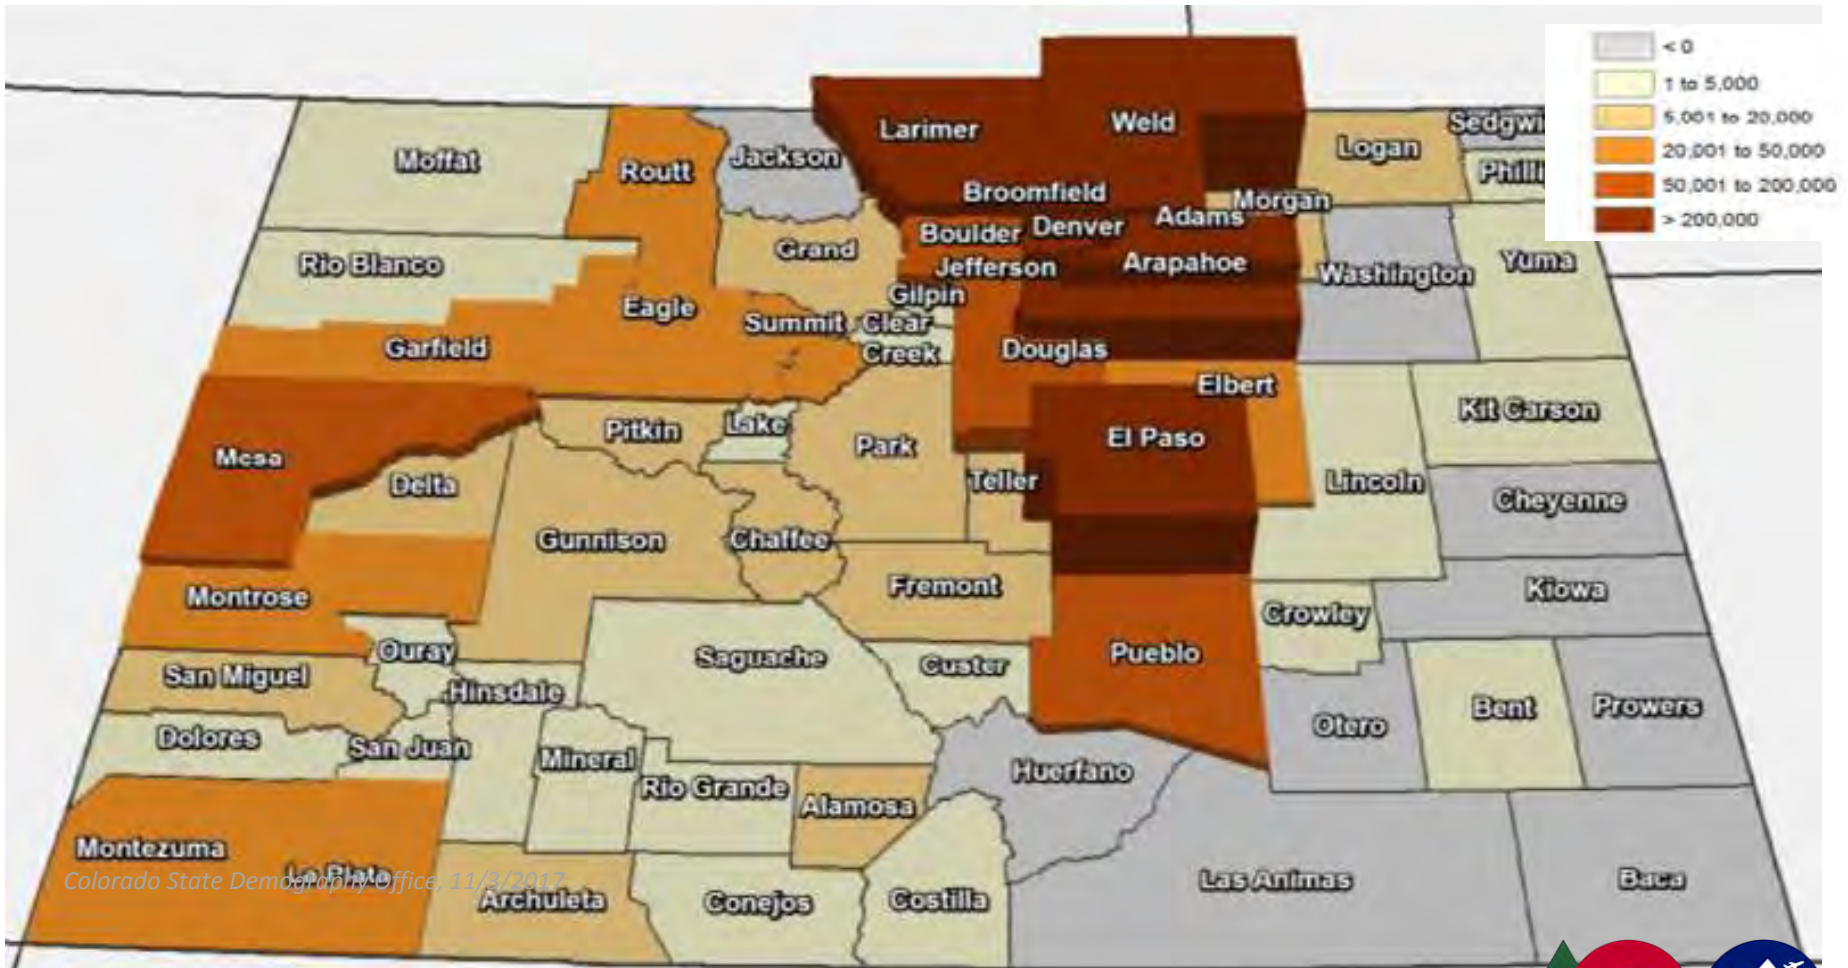 < 0
1 to 5,000
5,001 to 20,000
20,001 to 50,000
50,001 to 200,000
> 200,000
Moffat
Routt
Jackson
Larimer
Weld
Logan
Sedgwi
Philli
Rio Blanco
Grand
Broomfield
Boulder
Denver
Adams
Morgan
Jefferson
Arapahoe
Washington
Yuma
Gilpin
Garfield
Eagle
Summit
Clear
Creek
Douglas
Elbert
Kit Carson
Mesa
Delta
Pitkin
Lake
Park
Teller
El Paso
Lincoln
Cheyenne
Gunnison
Chaffee
Fremont
Montrose
Ouray
Kiowa
Crowley
San Miguel
Hinsdale
Saguache
Custer
Pueblo
Otero
Bent
Prowers
Dolores
San Juan
Mineral
Rio Grande
Alamosa
Huerfano
Montezuma
La Plata
Colorado State Demography Office, 11/3/2017
Archuleta
Conejos
Costilla
Las Animas
Baca